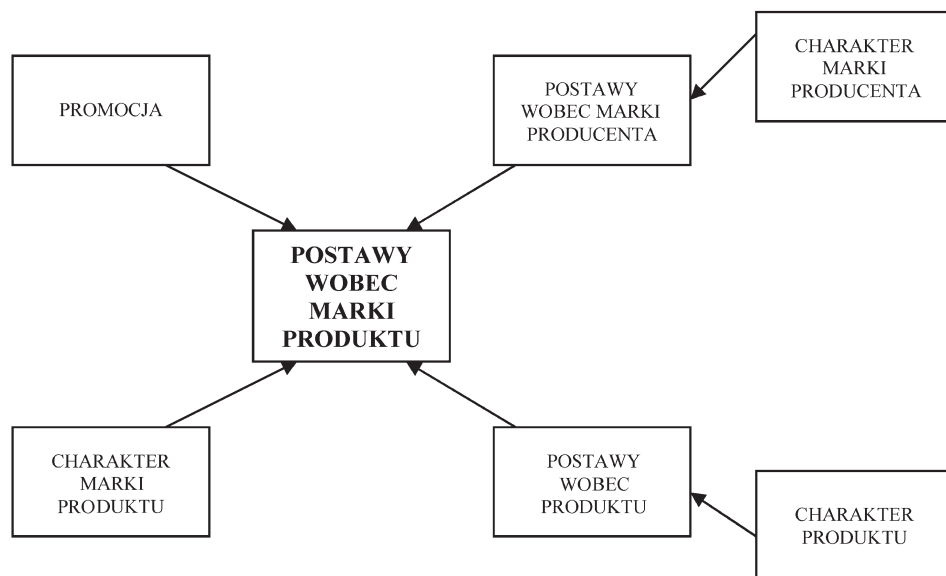 PROMOCJA
POSTAWY
WOBEC MARKI
PRODUCENTA
CHARAKTER
MARKI
PRODUCENTA
POSTAWY
WOBEC
MARKI
PRODUKTU
CHARAKTER
MARKI
PRODUKTU
POSTAWY
WOBEC
PRODUKTU
CHARAKTER
PRODUKTU